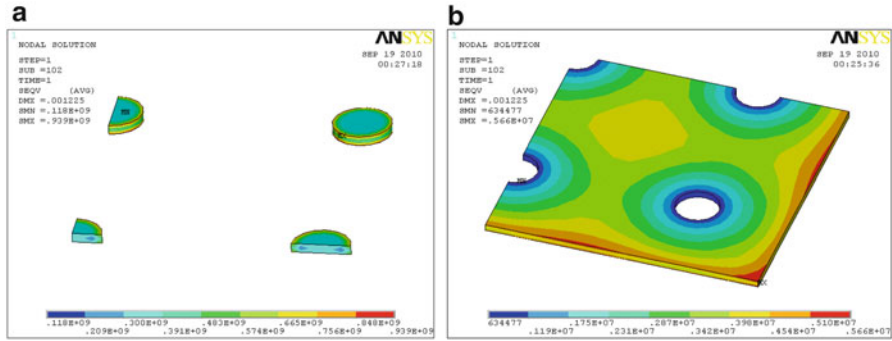 a
1
NODAL SOLUTION
STEP=1
SUB =102
TIME=1
SEQV (AVG)
DMX =.001225
SMN =.118E+09
SMX =.939E+09
ANSYS
SEP 19 2010
00:27:18
.118E+09 .300E+09 .483E+09 .665E+09 .848E+09
.209E+09 .391E+09 .574E+09 .756E+09 .939E+09
b
1
NODAL SOLUTION
STEP=1
SUB =102
TIME=1
SEQV (AVG)
DMX =.001225
SMN =634477
SMX =.566E+07
ANSYS
SEP 19 2010
00:25:36
634477 .175E+07 .287E+07 .398E+07 .510E+07
.119E+07 .231E+07 .342E+07 .454E+07 .566E+07